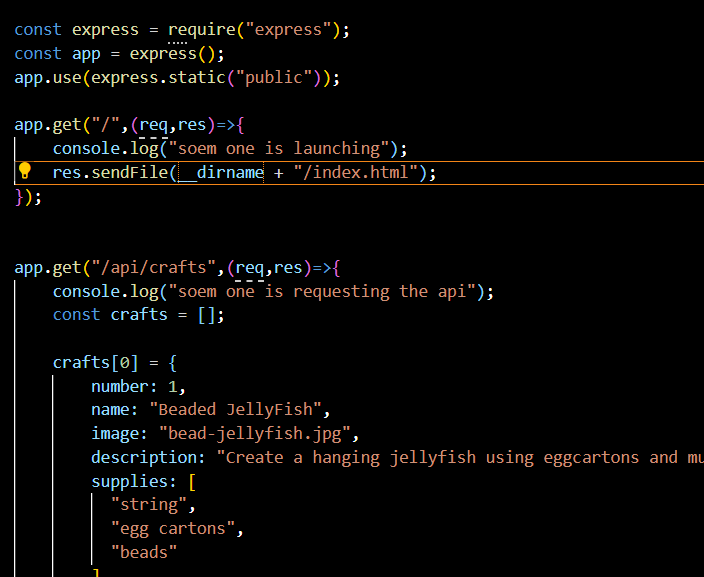 const express = require("express");
const app = express();
app.use(express.static("public"));
app.get("/",(req,res)=>{
console.log("soem one is launching");
res.sendFile(__dirname + "/index.html");
});
app.get("/api/crafts",(req,res)=>{
console.log("soem one is requesting the api");
const crafts = [];
crafts[0] = {
number: 1,
name: "Beaded JellyFish",
image: "bead-jellyfish.jpg",
description: "Create a hanging jellyfish using eggcartons and mu
supplies: [
"string",
"egg cartons",
"beads"
]